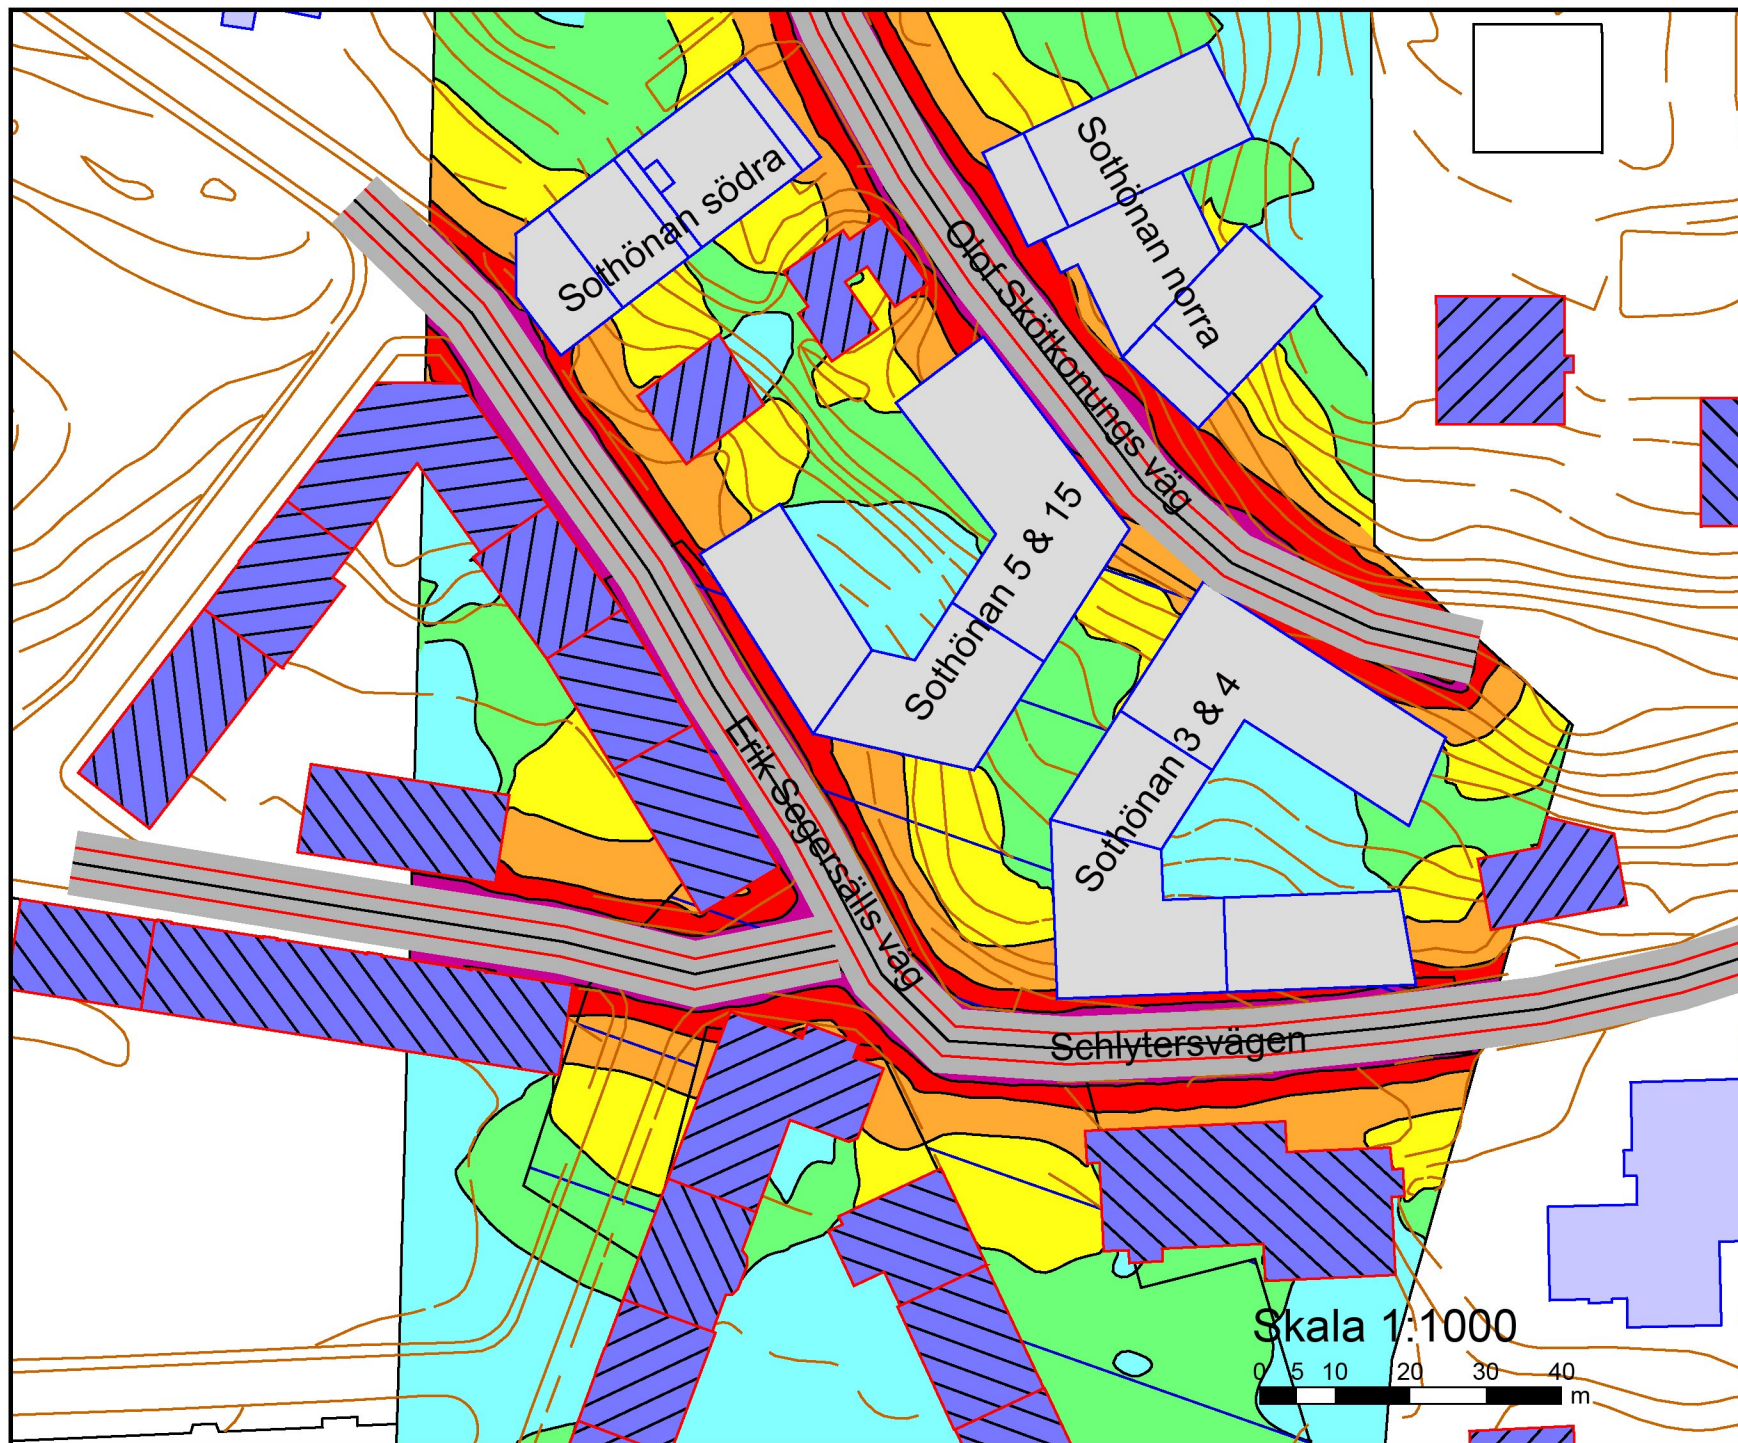 Sothönan södra
Sothönan norra
Olof Skötkonungs väg
Sothönan 5 & 15
Sothönan 3 & 4
Erik Segersälls väg
Schlytersvägen
Skala 1:1000
0 5 10 20 30 40
m